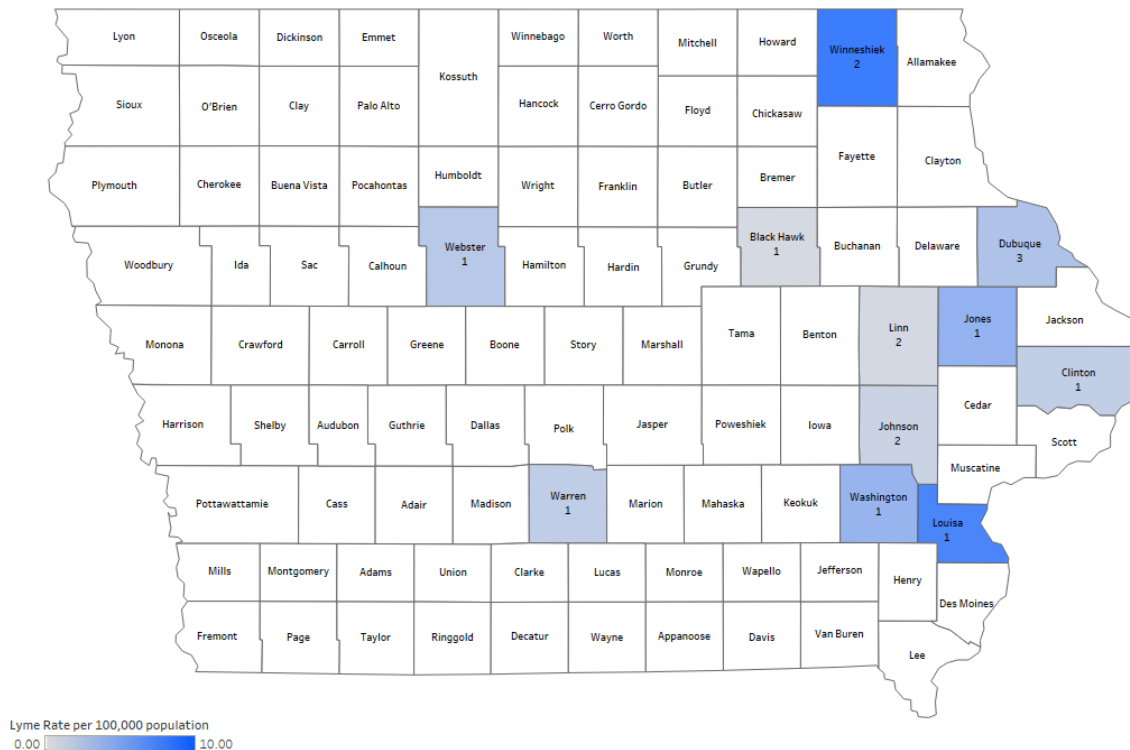 Lyon
Osceola
Dickinson
Emmet
Kossuth
Winnebago
Worth
Mitchell
Howard
Winneshiek
2
Allamakee
Sioux
O'Brien
Clay
Palo Alto
Hancock
Cerro Gordo
Floyd
Chickasaw
Fayette
Clayton
Plymouth
Cherokee
Buena Vista
Pocahontas
Humboldt
Wright
Franklin
Butler
Bremer
Woodbury
Ida
Sac
Calhoun
Webster
1
Hamilton
Hardin
Grundy
Black Hawk
1
Buchanan
Delaware
Dubuque
3
Monona
Crawford
Carroll
Greene
Boone
Story
Marshall
Tama
Benton
Linn
2
Jones
1
Jackson
Clinton
1
Harrison
Shelby
Audubon
Guthrie
Dallas
Polk
Jasper
Poweshiek
Iowa
Johnson
2
Cedar
Scott
Muscatine
Pottawattamie
Cass
Adair
Madison
Warren
1
Marion
Mahaska
Keokuk
Washington
1
Louisa
1
Mills
Montgomery
Adams
Union
Clarke
Lucas
Monroe
Wapello
Jefferson
Henry
Des Moines
Fremont
Page
Taylor
Ringgold
Decatur
Wayne
Appanoose
Davis
Van Buren
Lee
Lyme Rate per 100,000 population
0.00 10.00